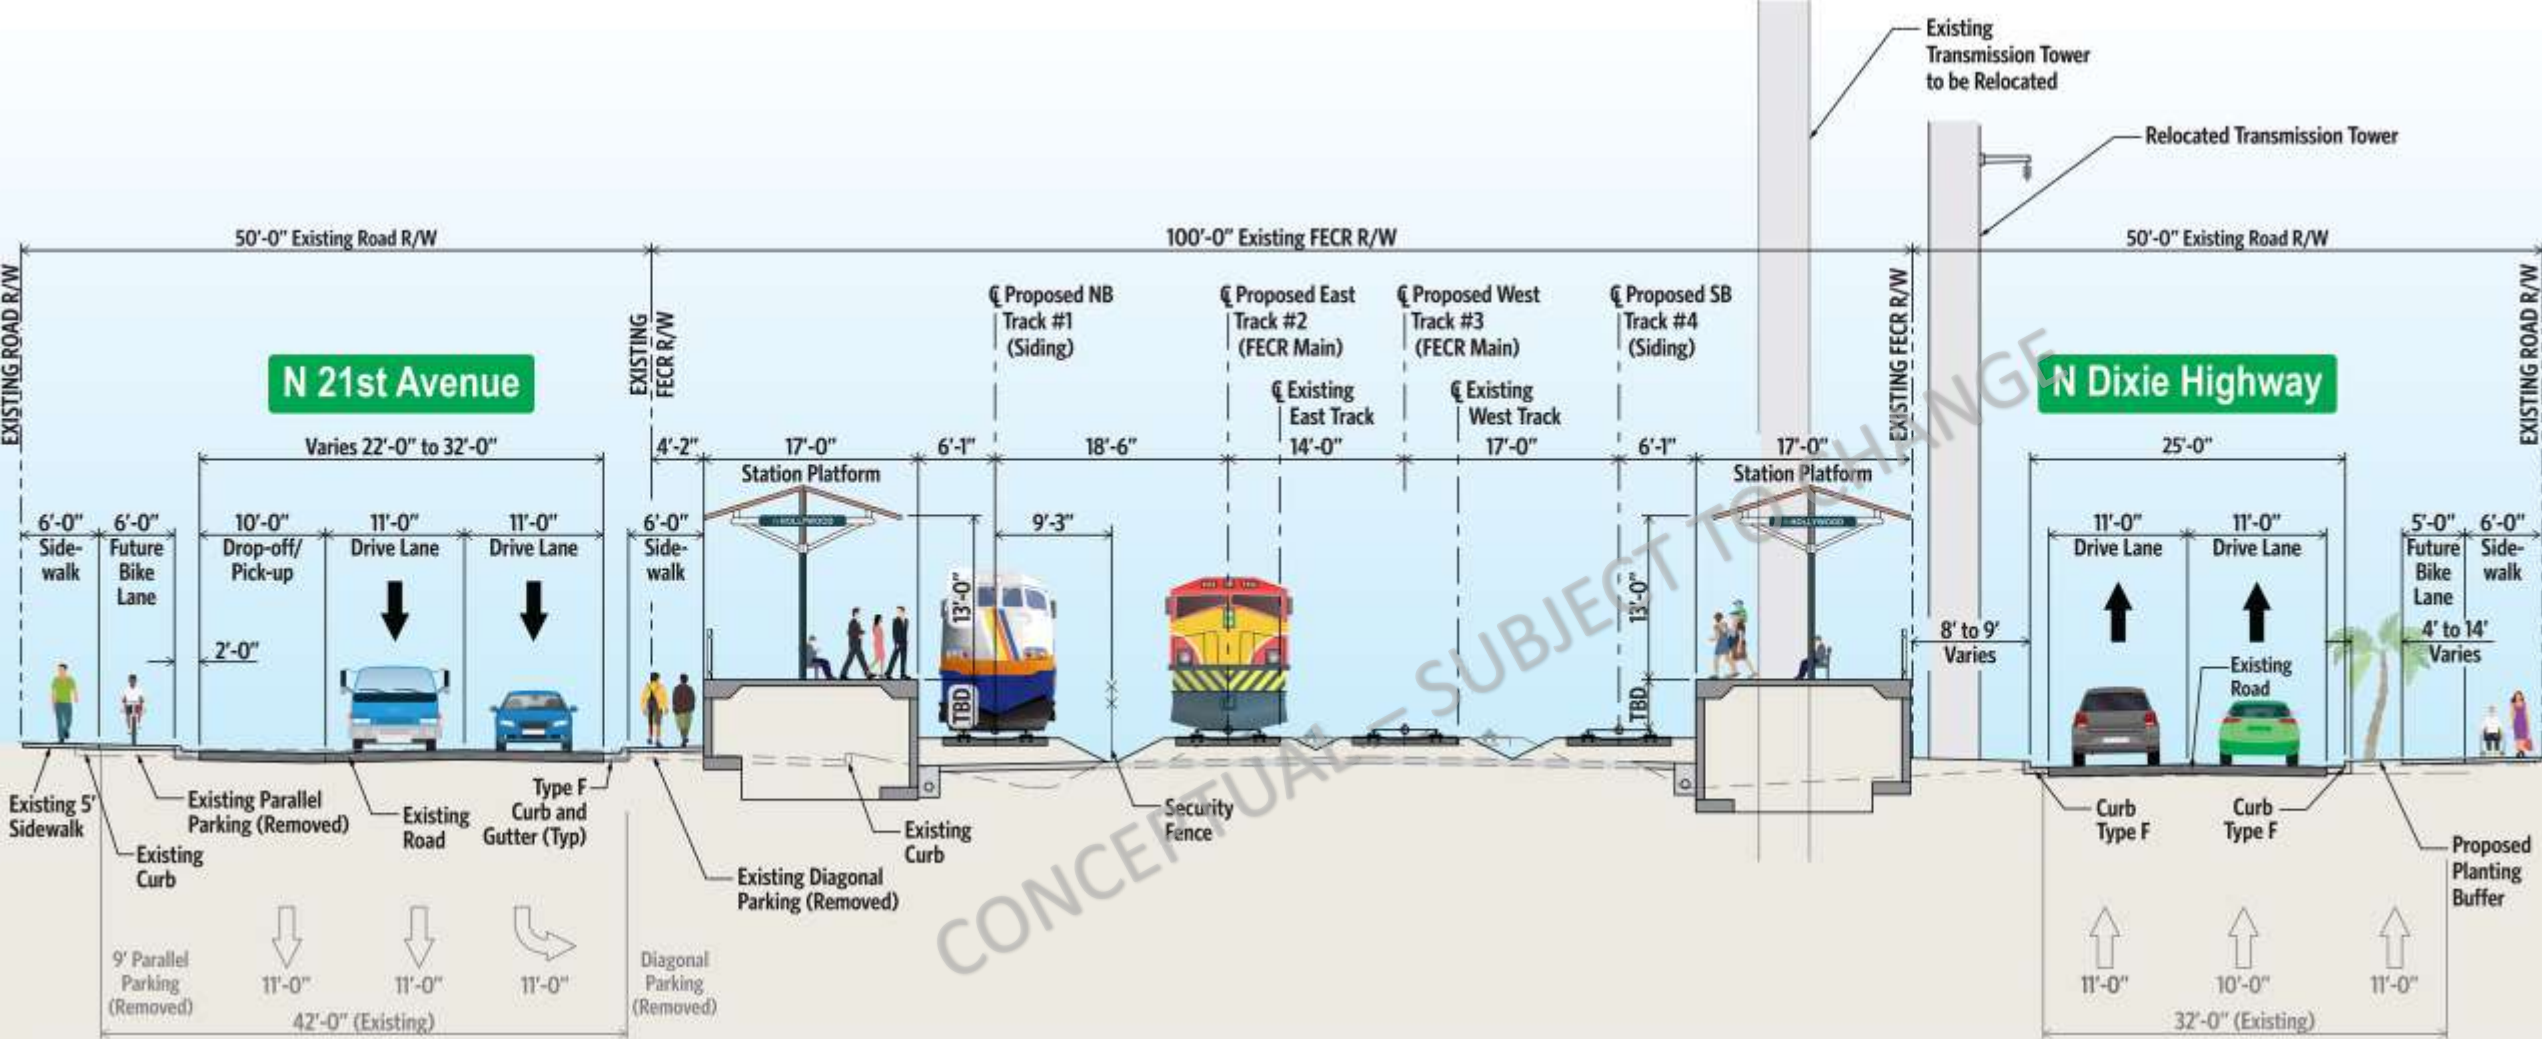 Existing
Transmission Tower
to be Relocated
Relocated Transmission Tower
50'-0" Existing Road R/W
100'-0" Existing FECR R/W
50'-0" Existing Road R/W
EXISTING ROAD R/W
EXISTING
FECR R/W
EXISTING FECR R/W
EXISTING ROAD R/W
℄ Proposed NB
Track #1
(Siding)
℄ Proposed East
Track #2
(FECR Main)
℄ Proposed West
Track #3
(FECR Main)
℄ Proposed SB
Track #4
(Siding)
℄ Existing
East Track
℄ Existing
West Track
N 21st Avenue
N Dixie Highway
Varies 22'-0" to 32'-0"
4'-2"
17'-0"
Station Platform
6'-1"
18'-6"
14'-0"
17'-0"
6'-1"
17'-0"
Station Platform
25'-0"
6'-0"
Side-
walk
6'-0"
Future
Bike
Lane
10'-0"
Drop-off/
Pick-up
11'-0"
Drive Lane
11'-0"
Drive Lane
6'-0"
Side-
walk
HOLLYWOOD
9'-3"
HOLLYWOOD
11'-0"
Drive Lane
11'-0"
Drive Lane
5'-0"
Future
Bike
Lane
6'-0"
Side-
walk
2'-0"
13'-0"
TBD
13'-0"
TBD
8' to 9'
Varies
4' to 14'
Varies
Existing
Road
Existing 5'
Sidewalk
Existing
Curb
Existing Parallel
Parking (Removed)
Existing
Road
Type F
Curb and
Gutter (Typ)
Existing Diagonal
Parking (Removed)
Existing
Curb
Security
Fence
Curb
Type F
Curb
Type F
Proposed
Planting
Buffer
9' Parallel
Parking
(Removed)
11'-0"
11'-0"
11'-0"
Diagonal
Parking
(Removed)
42'-0" (Existing)
11'-0"
10'-0"
11'-0"
32'-0" (Existing)
CONCEPTUAL – SUBJECT TO CHANGE